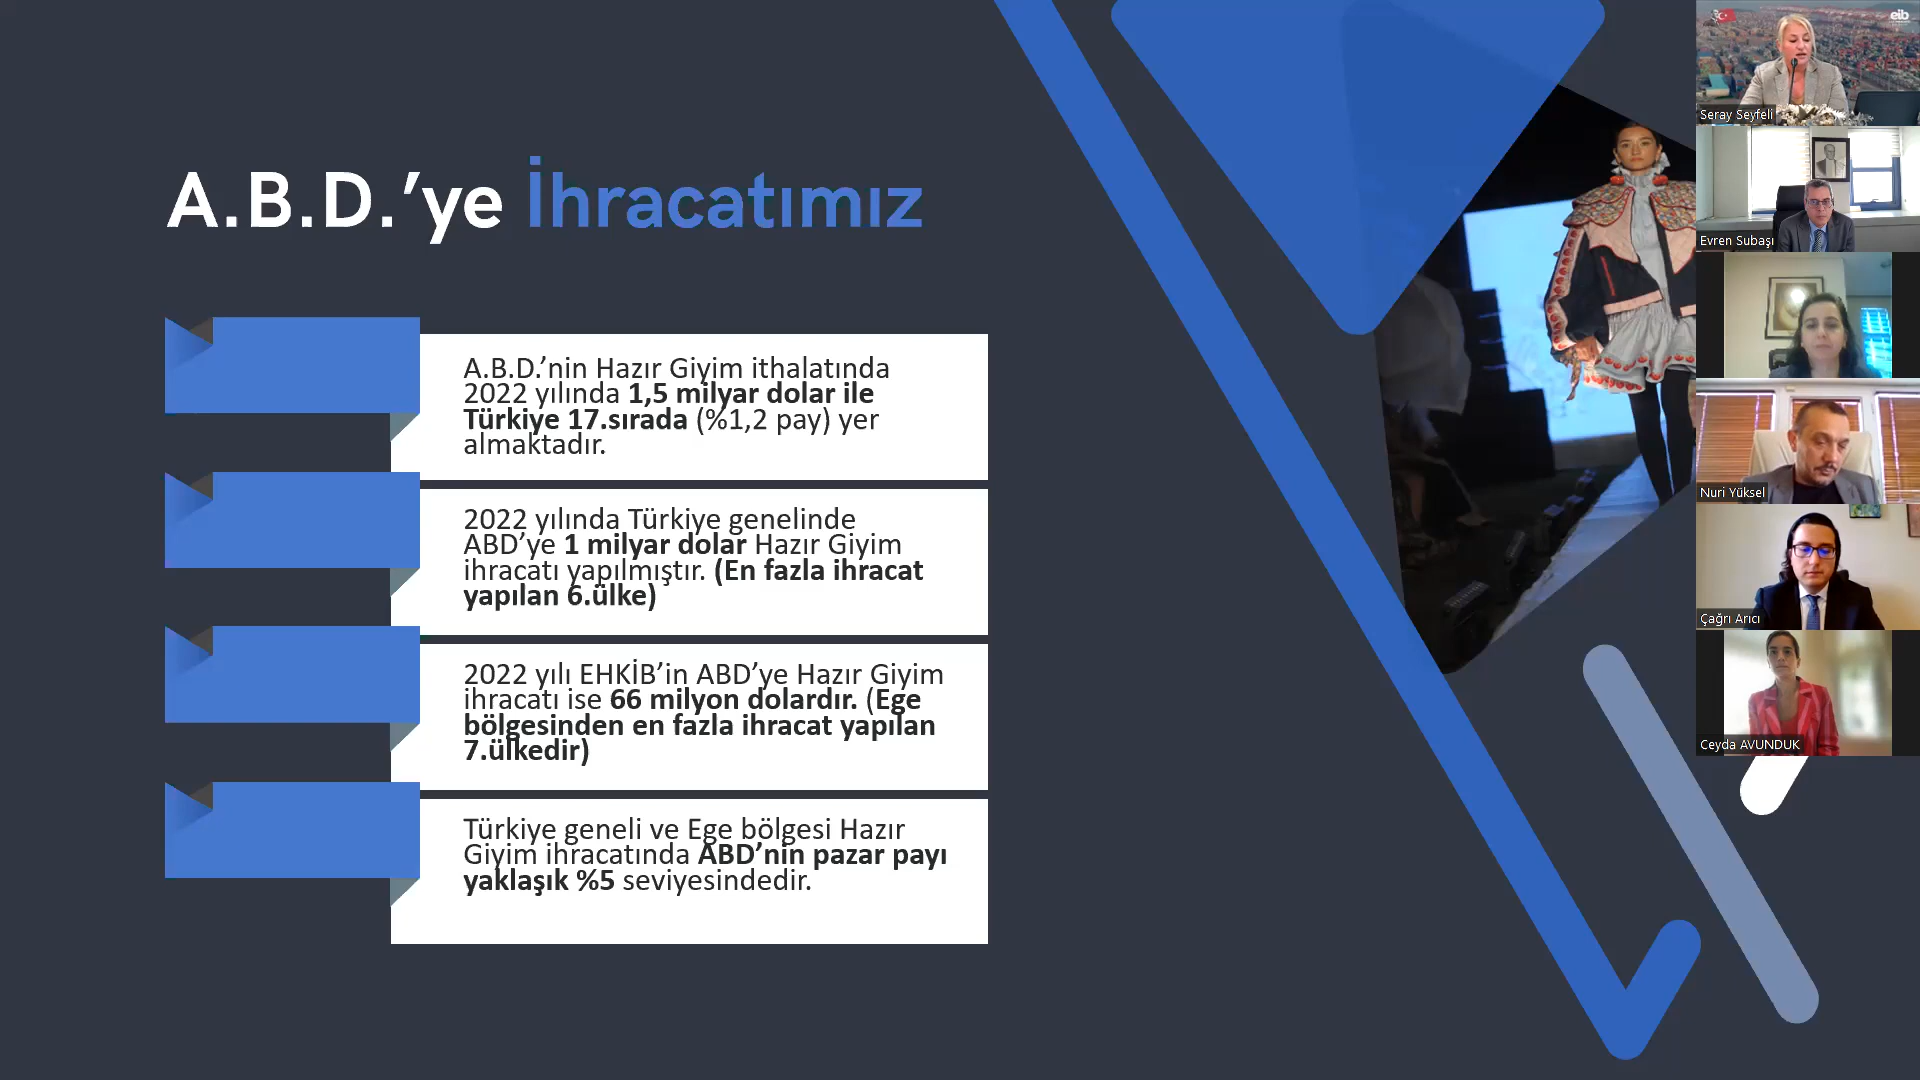 A.B.D.'ye İhracatımız
A.B.D.'nin Hazır Giyim ithalatında
2022 yılında 1,5 milyar dolar ile
Türkiye 17.sırada (%1,2 pay) yer
almaktadır.
2022 yılında Türkiye genelinde
ABD'ye 1 milyar dolar Hazır Giyim
ihracatı yapılmıştır. (En fazla ihracat
yapılan 6.ülke)
2022 yılı EHKİB'in ABD'ye Hazır Giyim
ihracatı ise 66 milyon dolardır. (Ege
bölgesinden en fazla ihracat yapılan
7.ülkedir)
Türkiye geneli ve Ege bölgesi Hazır
Giyim ihracatında ABD'nin pazar payı
yaklaşık %5 seviyesindedir.
eib
Seray Seyfeli
Evren Subaşı
Nuri Yüksel
Çağrı Arıcı
Ceyda AVUNDUK